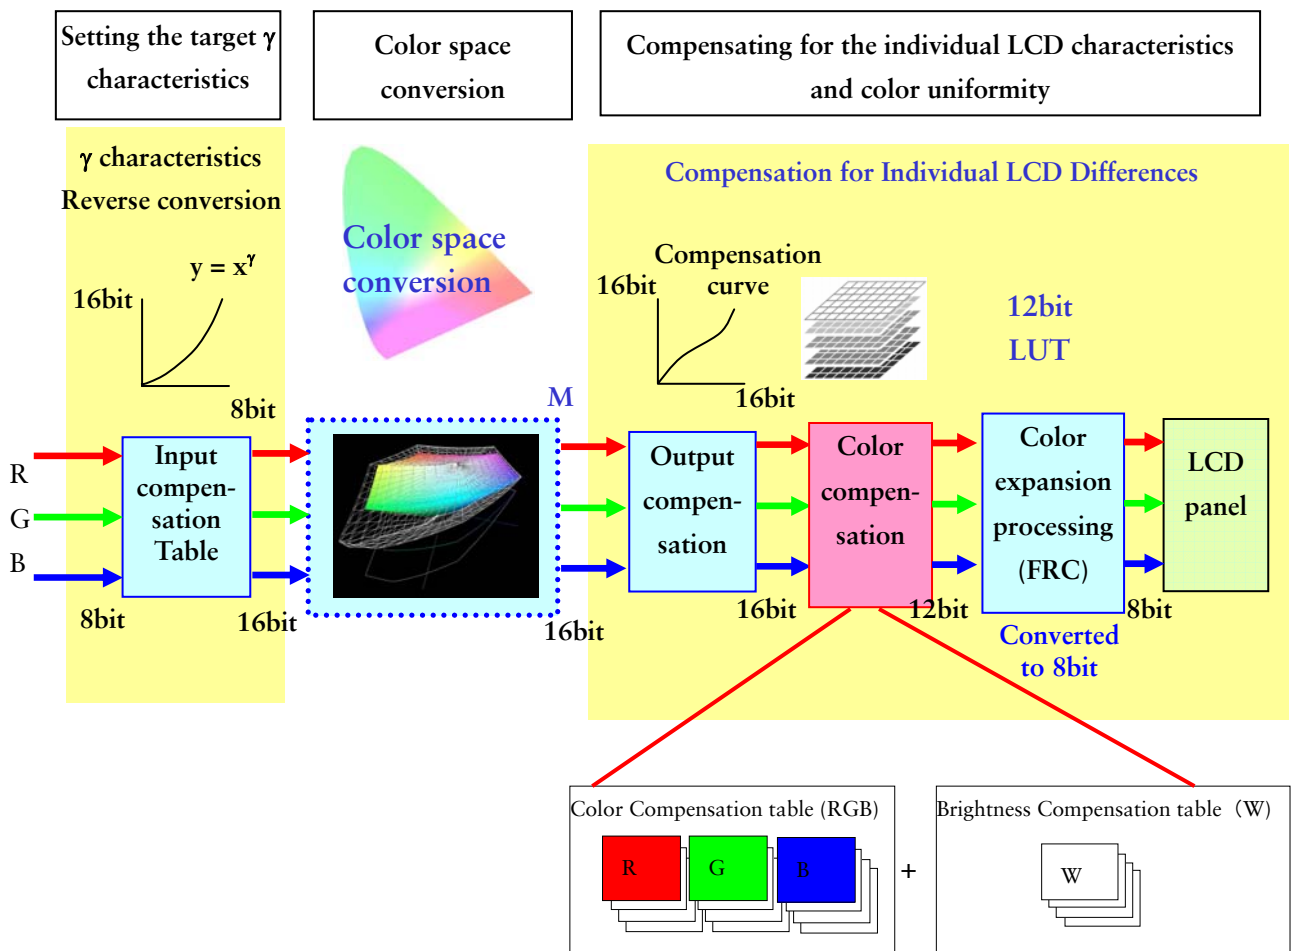 Setting the target γ
characteristics
Color space
conversion
Compensating for the individual LCD characteristics
and color uniformity
γ characteristics
Reverse conversion
y = x^γ
16bit
8bit
Color space
conversion
M
Compensation for Individual LCD Differences
Compensation
curve
16bit
16bit
12bit
LUT
R
G
B
Input
compen-
sation
Table
8bit
16bit
16bit
Output
compen-
sation
16bit
Color
compen-
sation
12bit
Color
expansion
processing
(FRC)
Converted
to 8bit
8bit
LCD
panel
Color Compensation table (RGB)
R
G
B
+
Brightness Compensation table（W）
W